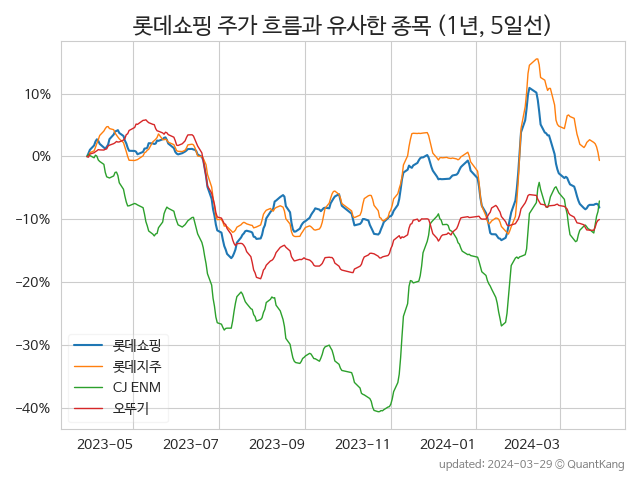 롯데쇼핑 주가 흐름과 유사한 종목 (1년, 5일선)
10%
0%
−10%
−20%
−30%
−40%
롯데쇼핑
롯데지주
CJ ENM
오뚜기
2023-05
2023-07
2023-09
2023-11
2024-01
2024-03
updated: 2024-03-29 © QuantKang